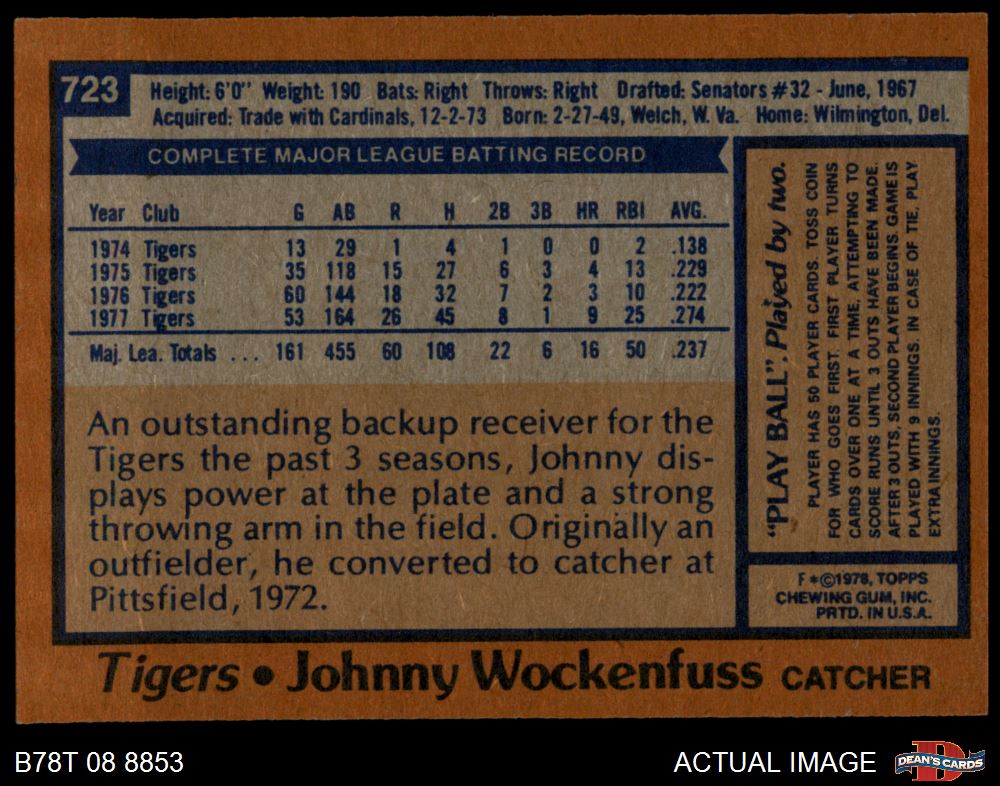 723
Height: 6'0" Weight: 190 Bats: Right Throws: Right Drafted: Senators #32 - June, 1967
Acquired: Trade with Cardinals, 12-2-73 Born: 2-27-49, Welch, W. Va. Home: Wilmington, Del.
COMPLETE MAJOR LEAGUE BATTING RECORD
Year Club G AB R H 2B 3B HR RBI AVG.
1974 Tigers 13 29 1 4 1 0 0 2 .138
1975 Tigers 35 118 15 27 6 3 4 13 .229
1976 Tigers 60 144 18 32 7 2 3 10 .222
1977 Tigers 53 164 26 45 8 1 9 25 .274
Maj. Lea. Totals ... 161 455 60 108 22 6 16 50 .237
An outstanding backup receiver for the
Tigers the past 3 seasons, Johnny dis-
plays power at the plate and a strong
throwing arm in the field. Originally an
outfielder, he converted to catcher at
Pittsfield, 1972.
"PLAY BALL". Played by two.
PLAYER HAS 50 PLAYER CARDS. TOSS COIN
FOR WHO GOES FIRST. FIRST PLAYER TURNS
CARDS OVER ONE AT A TIME, ATTEMPTING TO
SCORE RUNS UNTIL 3 OUTS HAVE BEEN MADE.
AFTER 3 OUTS, SECOND PLAYER BEGINS. GAME IS
PLAYED WITH 9 INNINGS. IN CASE OF TIE, PLAY
EXTRA INNINGS.
F*©1978, TOPPS
CHEWING GUM, INC.
PRTD. IN U.S.A.
Tigers • Johnny Wockenfuss CATCHER
B78T 08 8853
ACTUAL IMAGE
D
DEAN'S CARDS